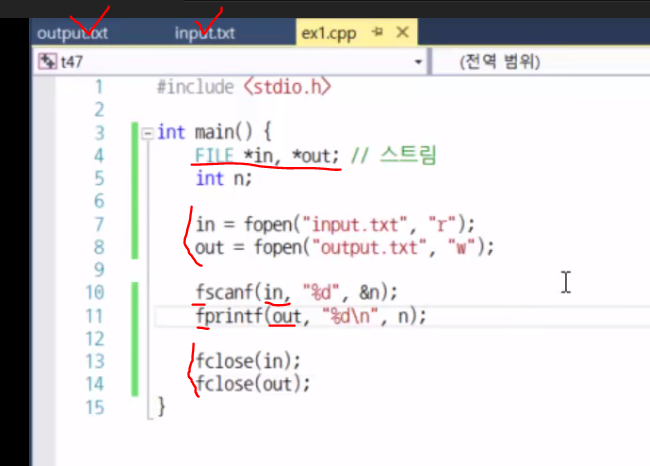 output.txt input.txt ex1.cpp
t47 (전역 범위)
1 #include <stdio.h>
2
3 int main() {
4 FILE *in, *out; // 스트림
5 int n;
6
7 in = fopen("input.txt", "r");
8 out = fopen("output.txt", "w");
9
10 fscanf(in, "%d", &n);
11 fprintf(out, "%d\n", n);
12
13 fclose(in);
14 fclose(out);
15 }